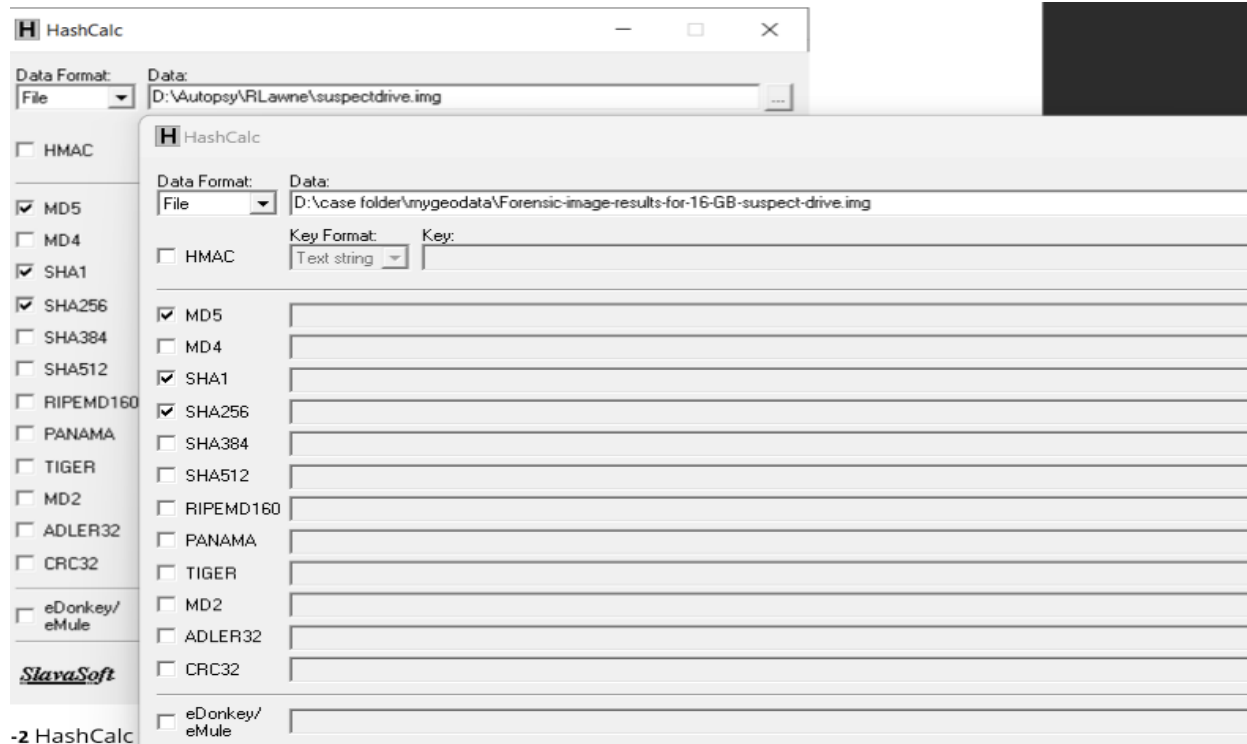 HashCalc
Data Format: Data:
File D:\Autopsy\RLawne\suspectdrive.img ...
HMAC
MD5
MD4
SHA1
SHA256
SHA384
SHA512
RIPEMD160
PANAMA
TIGER
MD2
ADLER32
CRC32
eDonkey/
eMule
SlavaSoft
-2 HashCalc
HashCalc
Data Format: Data:
File D:\case folder\mygeodata\Forensic-image-results-for-16-GB-suspect-drive.img
Key Format: Key:
HMAC Text string
MD5
MD4
SHA1
SHA256
SHA384
SHA512
RIPEMD160
PANAMA
TIGER
MD2
ADLER32
CRC32
eDonkey/
eMule